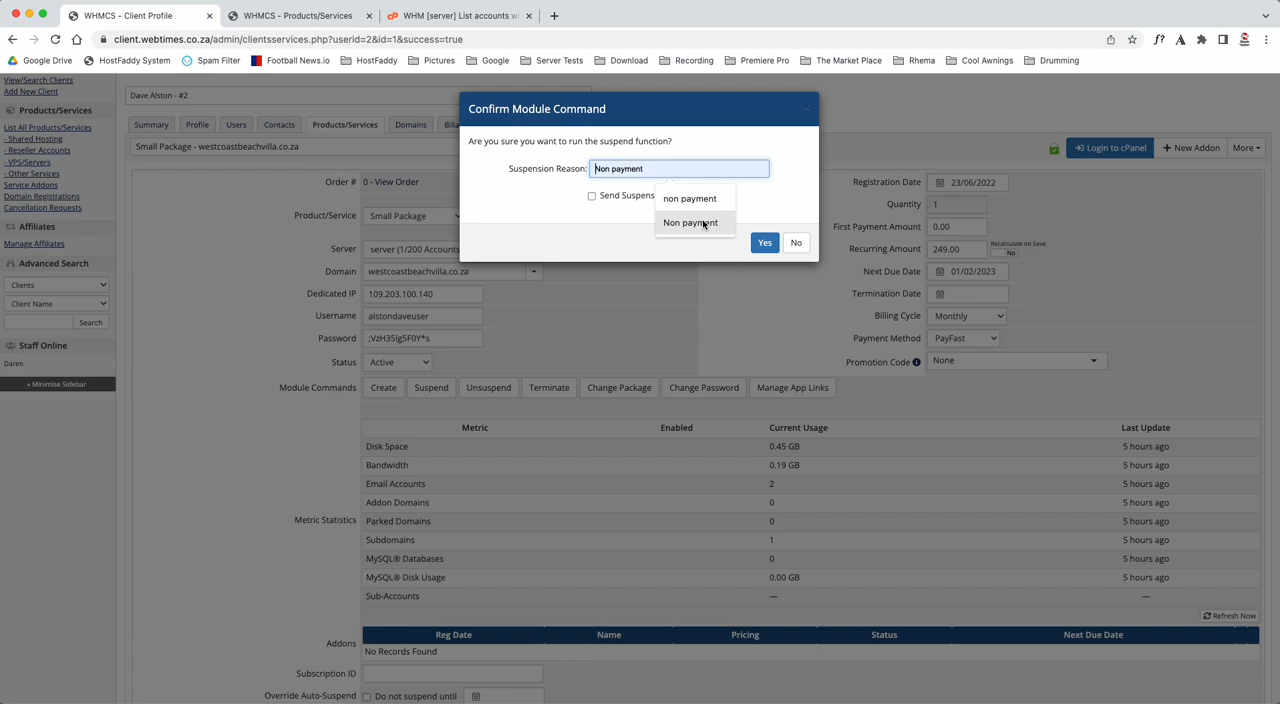 WHMCS - Client Profile
WHMCS - Products/Services
WHM [server] List accounts w
client.webtimes.co.za/admin/clientsservices.php?userid=2&id=1&success=true
Google Drive HostFaddy System Spam Filter Football News.io HostFaddy Pictures Google Server Tests Download Recording Premiere Pro The Market Place Rhema Cool Awnings Drumming
View/Search Clients
Add New Client
Products/Services
List All Products/Services
- Shared Hosting
- Reseller Accounts
- VPS/Servers
- Other Services
Service Addons
Domain Registrations
Cancellation Requests
Affiliates
Manage Affiliates
Advanced Search
Clients
Client Name
Search
Staff Online
Daren
« Minimise Sidebar
Dave Alston - #2
Summary Profile Users Contacts Products/Services Domains
Small Package - westcoastbeachvilla.co.za
Login to cPanel New Addon More
Confirm Module Command
Are you sure you want to run the suspend function?
Suspension Reason: Non payment
Send Suspens
non payment
Non payment
Yes No
Order # 0 - View Order
Product/Service Small Package
Server server (1/200 Accounts
Domain westcoastbeachvilla.co.za
Dedicated IP 109.203.100.140
Username alstondaveuser
Password ;VzH35lg5F0Y*s
Status Active
Registration Date 23/06/2022
Quantity 1
First Payment Amount 0.00
Recurring Amount 249.00 Recalculate on Save No
Next Due Date 01/02/2023
Termination Date
Billing Cycle Monthly
Payment Method PayFast
Promotion Code None
Module Commands Create Suspend Unsuspend Terminate Change Package Change Password Manage App Links
Metric Enabled Current Usage Last Update
Disk Space 0.45 GB 5 hours ago
Bandwidth 0.19 GB 5 hours ago
Email Accounts 2 5 hours ago
Addon Domains 0 5 hours ago
Parked Domains 0 5 hours ago
Metric Statistics
Subdomains 1 5 hours ago
MySQL® Databases 0 5 hours ago
MySQL® Disk Usage 0.00 GB 5 hours ago
Sub-Accounts — —
Refresh Now
Addons
Reg Date Name Pricing Status Next Due Date
No Records Found
Subscription ID
Override Auto-Suspend Do not suspend until